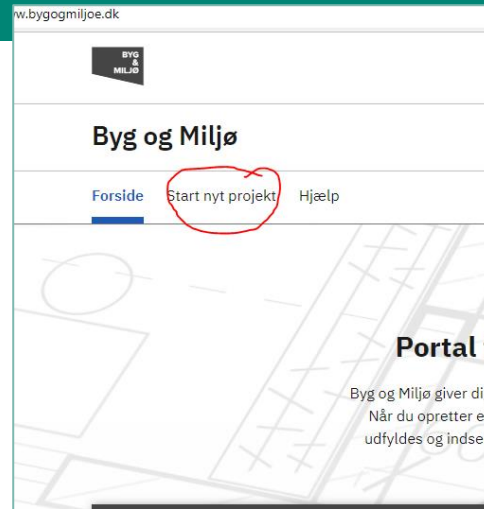 w.bygogmiljoe.dk
BYG
&
MILJØ
Byg og Miljø
Forside Start nyt projekt Hjælp
Portal
Byg og Miljø giver di
Når du opretter e
udfyldes og indse